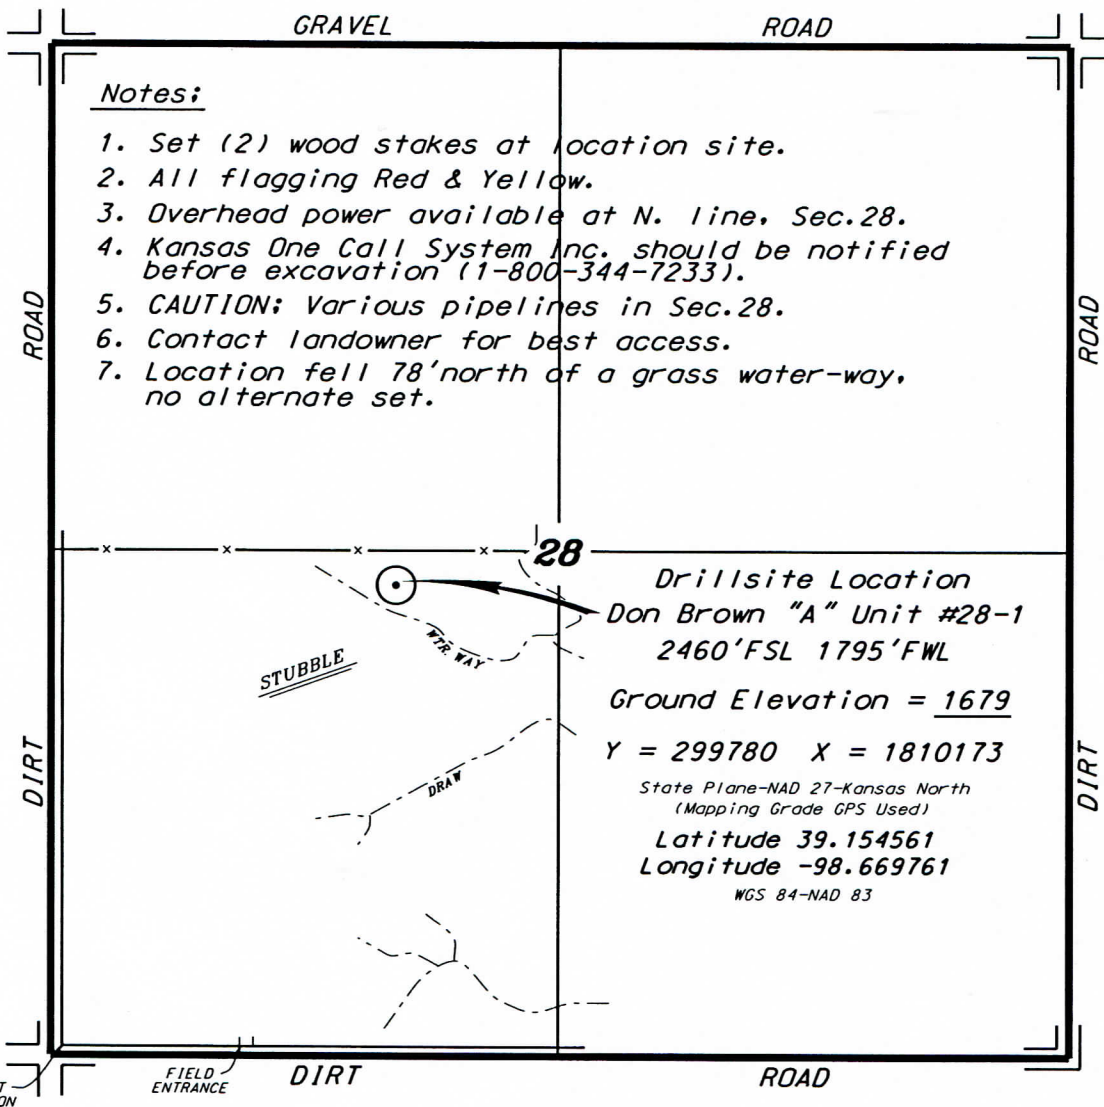 GRAVEL ROAD
Notes:
1. Set (2) wood stakes at location site.
2. All flagging Red & Yellow.
3. Overhead power available at N. line, Sec.28.
4. Kansas One Call System Inc. should be notified
before excavation (1-800-344-7233).
5. CAUTION: Various pipelines in Sec.28.
6. Contact landowner for best access.
7. Location fell 78'north of a grass water-way,
no alternate set.
ROAD
ROAD
28
Drillsite Location
Don Brown "A" Unit #28-1
2460'FSL 1795'FWL
WTR. WAY
STUBBLE
Ground Elevation = 1679
Y = 299780 X = 1810173
State Plane-NAD 27-Kansas North
(Mapping Grade GPS Used)
Latitude 39.154561
Longitude -98.669761
WGS 84-NAD 83
DRAW
DIRT
DIRT
FIELD
ENTRANCE
DIRT ROAD